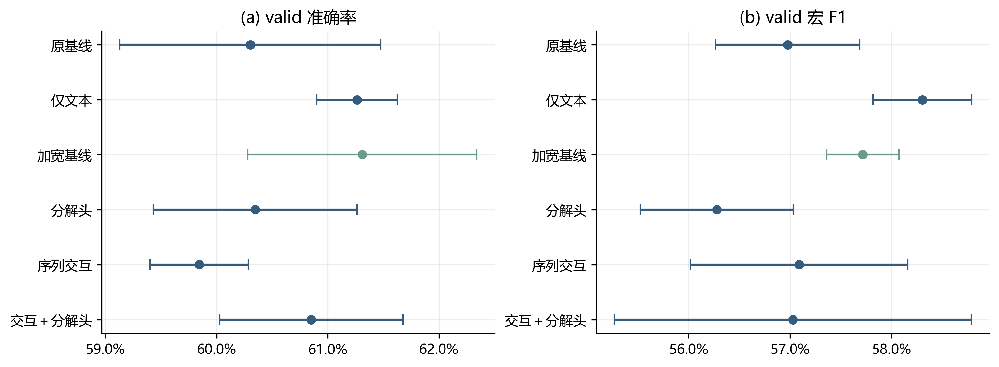 (a) valid 准确率
原基线
仅文本
加宽基线
分解头
序列交互
交互 + 分解头
59.0% 60.0% 61.0% 62.0%
(b) valid 宏 F1
原基线
仅文本
加宽基线
分解头
序列交互
交互 + 分解头
56.0% 57.0% 58.0%